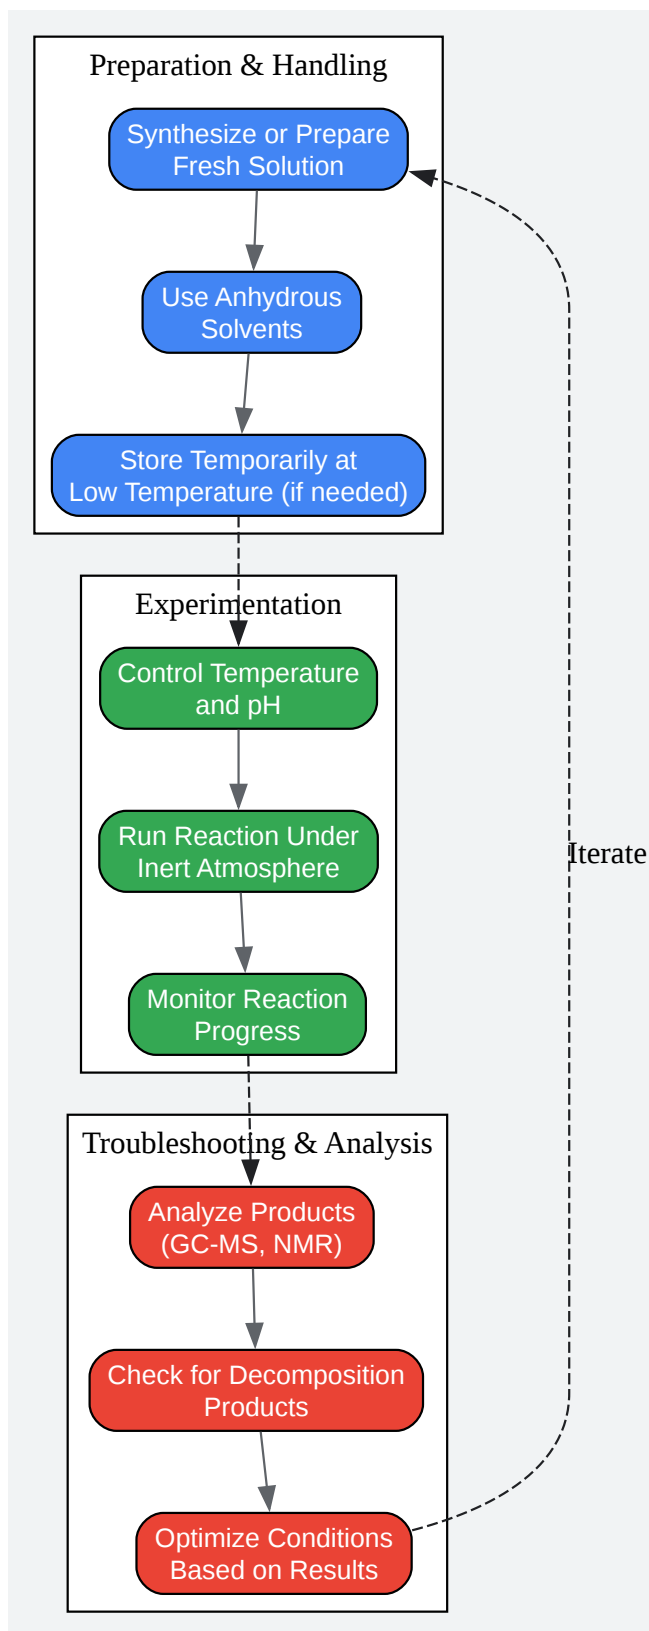 Preparation & Handling
Synthesize or Prepare
Fresh Solution
Use Anhydrous
Solvents
Store Temporarily at
Low Temperature (if needed)
Experimentation
Control Temperature
and pH
Run Reaction Under
Inert Atmosphere
Iterate
Monitor Reaction
Progress
Troubleshooting & Analysis
Analyze Products
(GC-MS, NMR)
Check for Decomposition
Products
Optimize Conditions
Based on Results